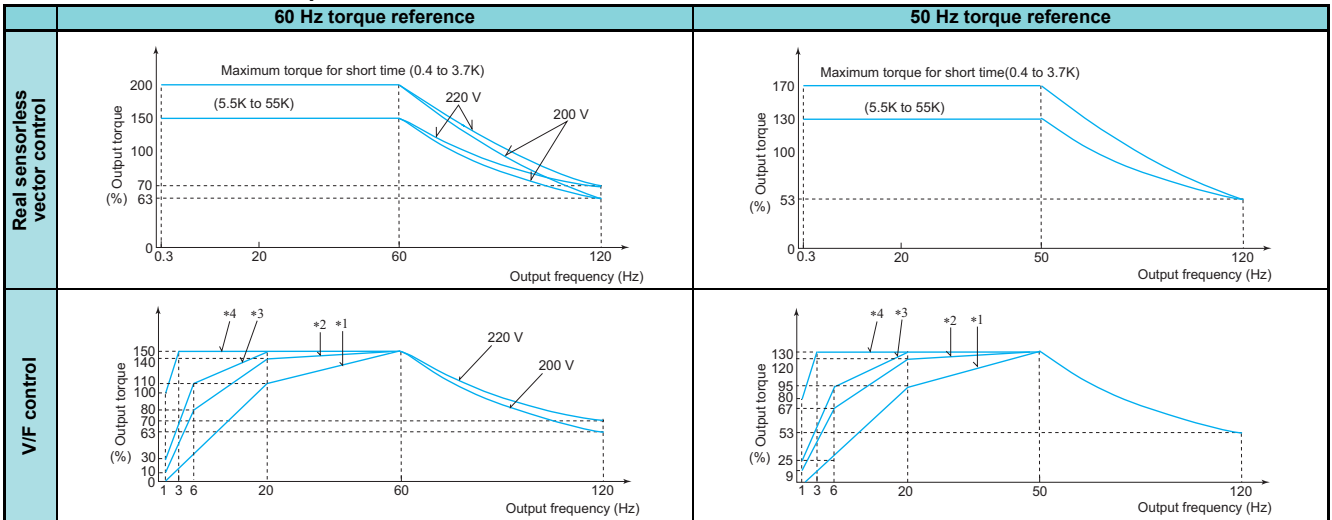 60 Hz torque reference
50 Hz torque reference
Real sensorless
vector control
Output torque
(%)
200
150
100
70
63
0
Maximum torque for short time (0.4 to 3.7K)
(5.5K to 55K)
220 V
200 V
0.3
20
60
120
Output frequency (Hz)
Output torque
(%)
170
130
100
53
0
Maximum torque for short time(0.4 to 3.7K)
(5.5K to 55K)
0.3
20
50
120
Output frequency (Hz)
V/F control
Output torque
(%)
150
140
110
100
80
70
63
30
10
0
*4
*3
*2
*1
220 V
200 V
1
3
6
20
60
120
Output frequency (Hz)
Output torque
(%)
130
120
95
80
67
53
25
9
*4
*3
*2
*1
1
3
6
20
50
120
Output frequency (Hz)